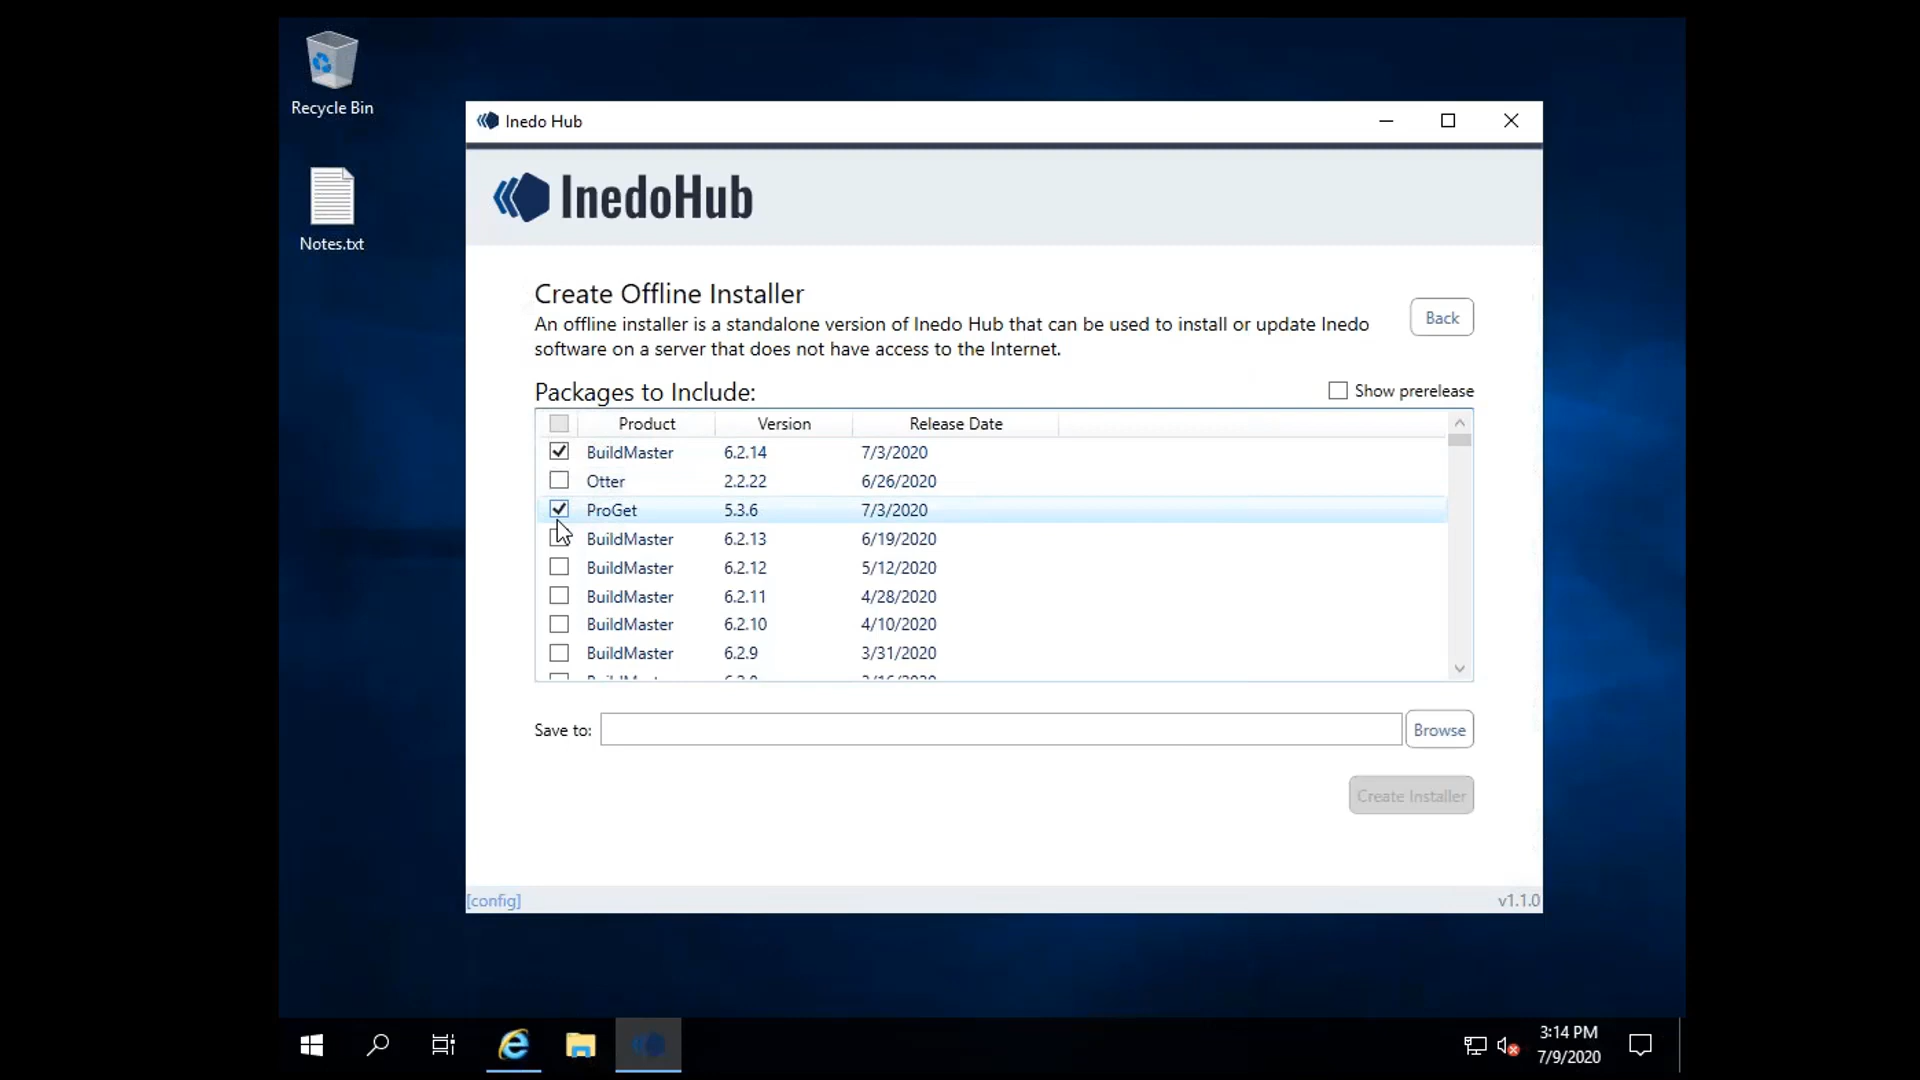 Recycle Bin
Notes.txt
Inedo Hub
InedoHub
Create Offline Installer
An offline installer is a standalone version of Inedo Hub that can be used to install or update Inedo
software on a server that does not have access to the Internet.
Back
Packages to Include:
Show prerelease
Product Version Release Date
BuildMaster 6.2.14 7/3/2020
Otter 2.2.22 6/26/2020
ProGet 5.3.6 7/3/2020
BuildMaster 6.2.13 6/19/2020
BuildMaster 6.2.12 5/12/2020
BuildMaster 6.2.11 4/28/2020
BuildMaster 6.2.10 4/10/2020
BuildMaster 6.2.9 3/31/2020
Save to:
Browse
Create Installer
[config]
v1.1.0
3:14 PM
7/9/2020